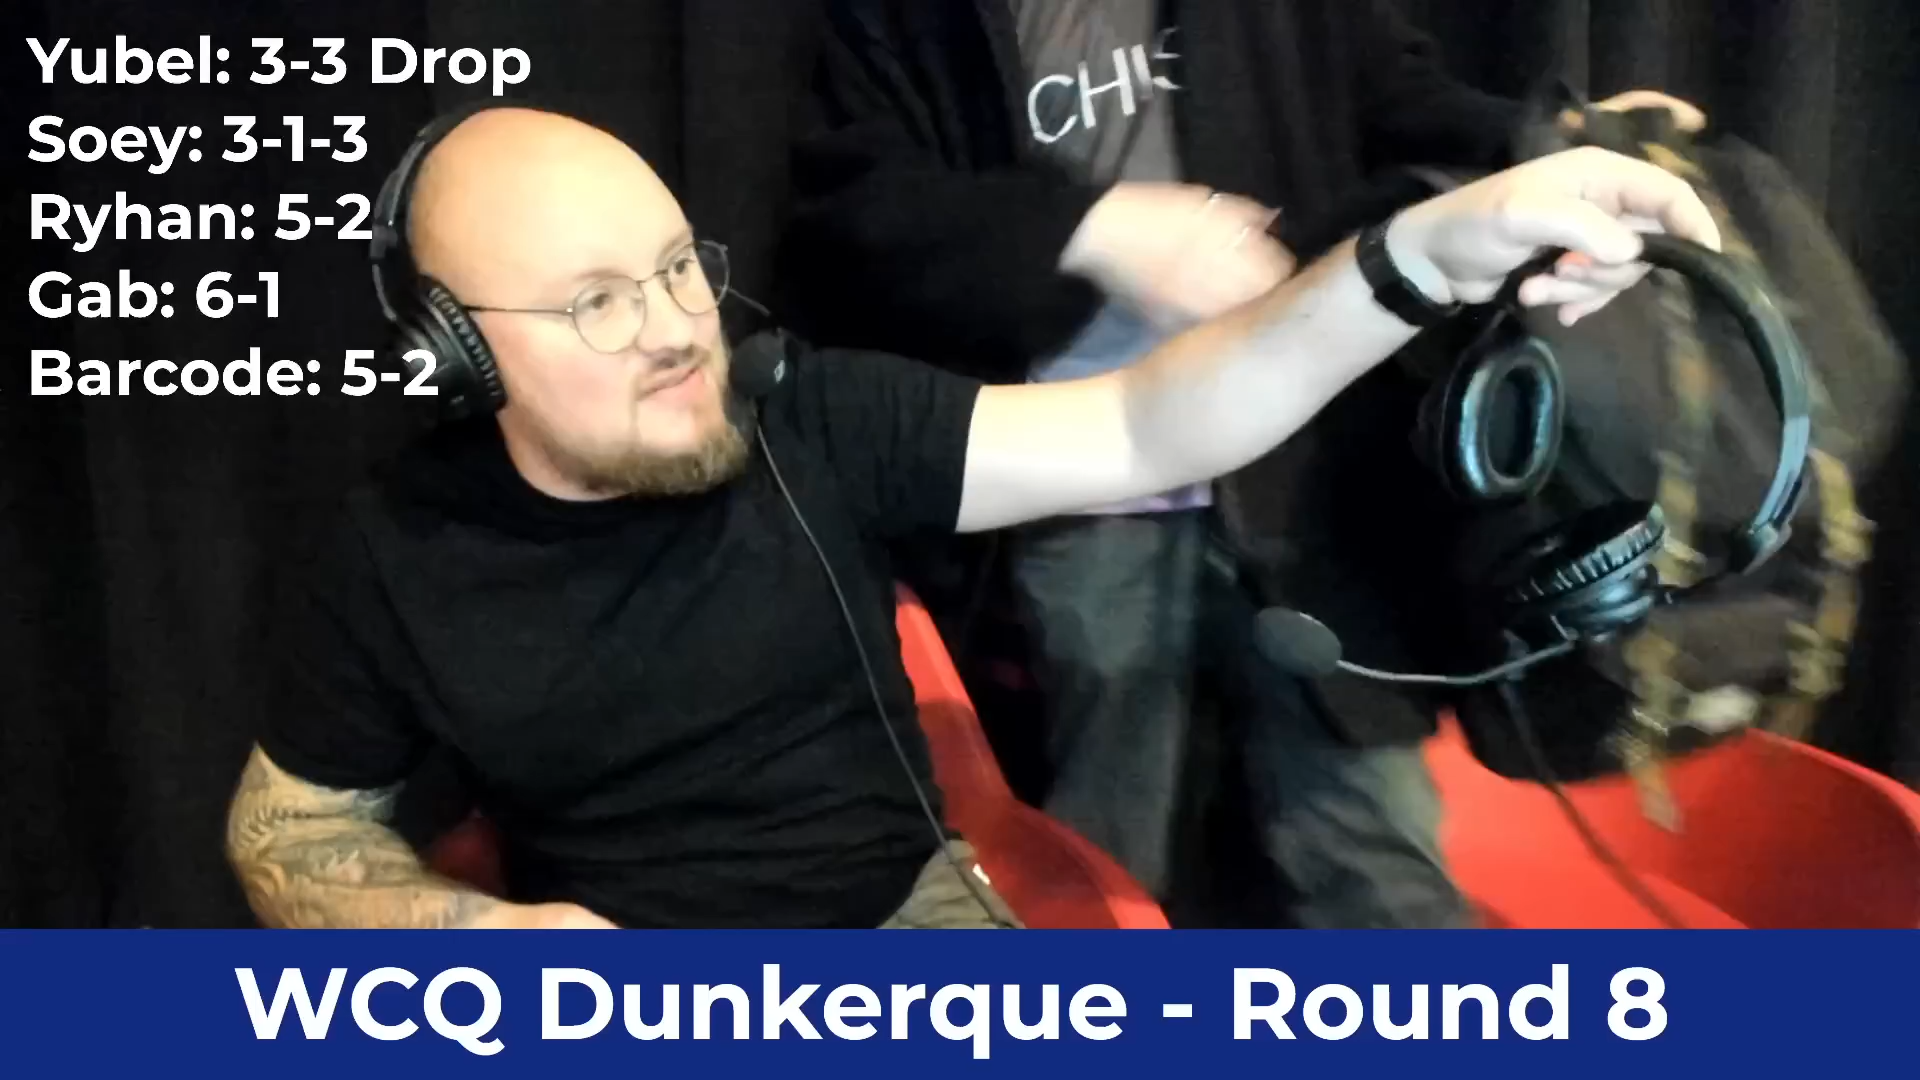 Yubel: 3-3 Drop
Soey: 3-1-3
Ryhan: 5-2
Gab: 6-1
Barcode: 5-2
WCQ Dunkerque - Round 8